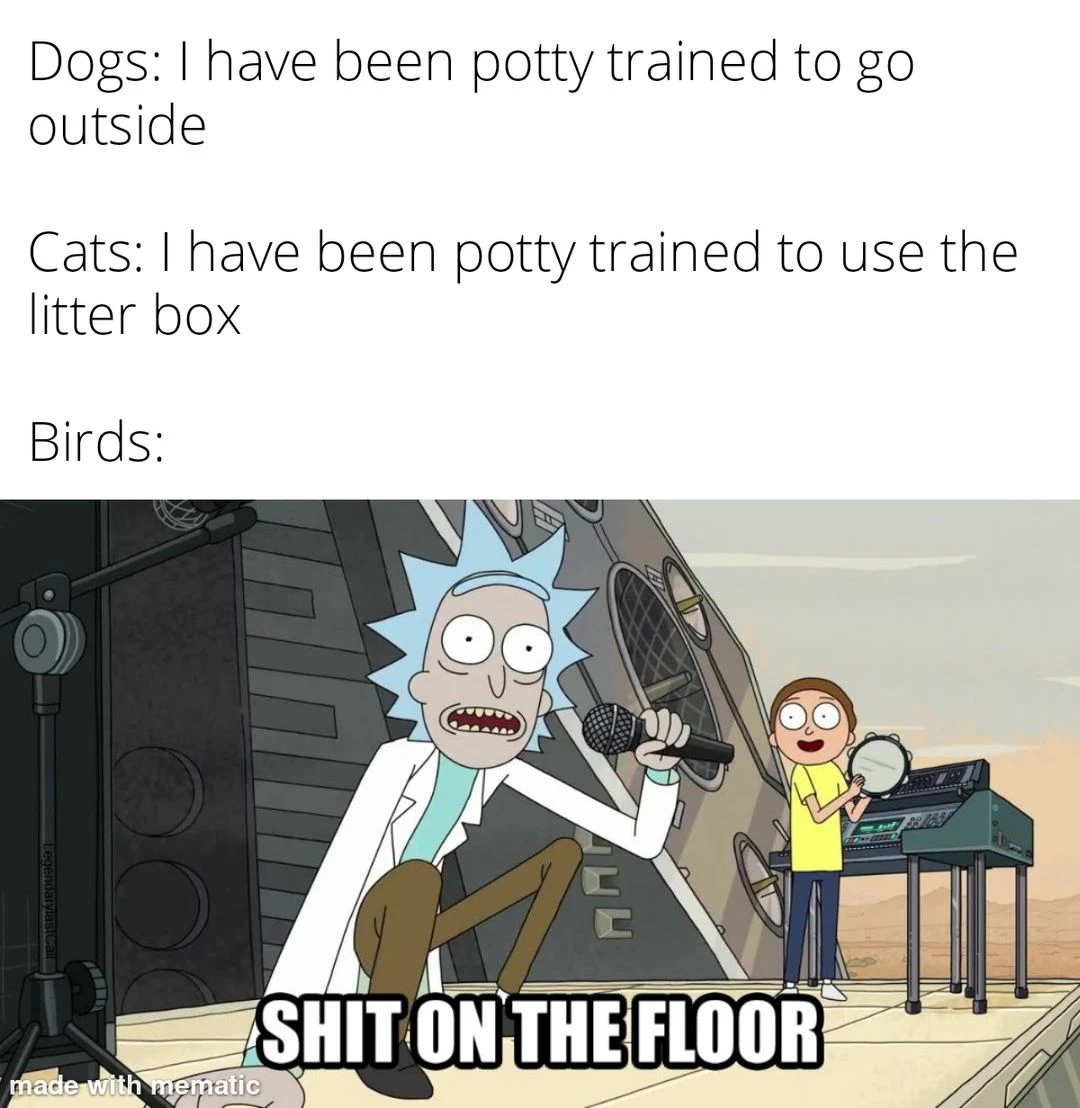 Dogs: I have been potty trained to go
outside
Cats: I have been potty trained to use the
litter box
Birds:
LegendarylastCall
SHIT ON THE FLOOR
made with mematic